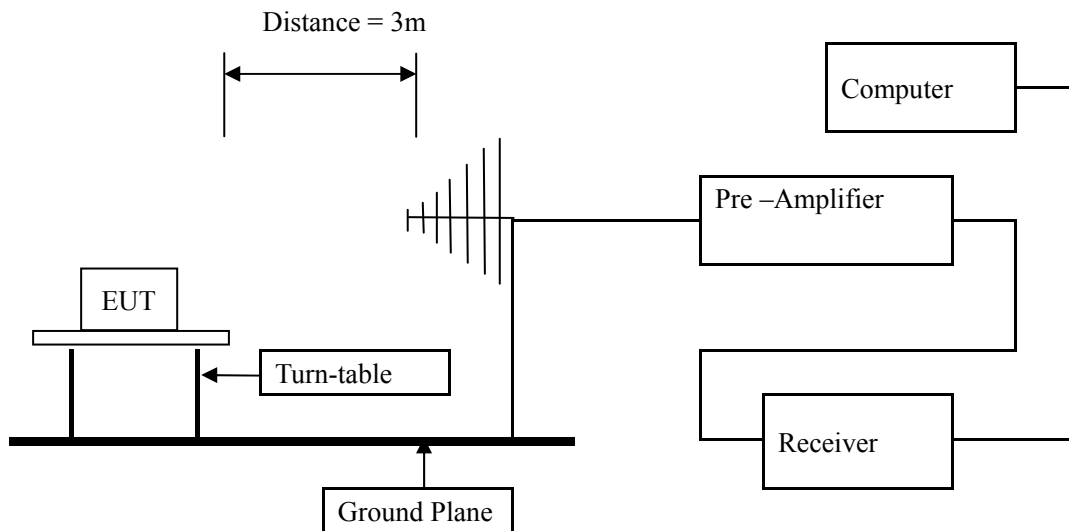 Distance = 3m
Computer
Pre –Amplifier
EUT
Turn-table
Receiver
Ground Plane